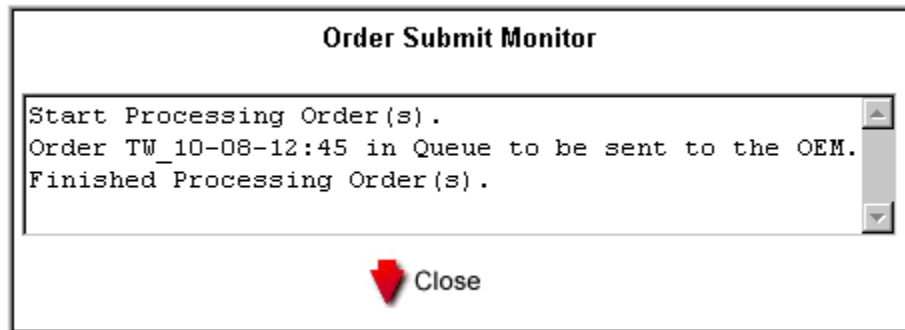 Order Submit Monitor
Start Processing Order(s).
Order TW_10-08-12:45 in Queue to be sent to the OEM.
Finished Processing Order(s).
Close